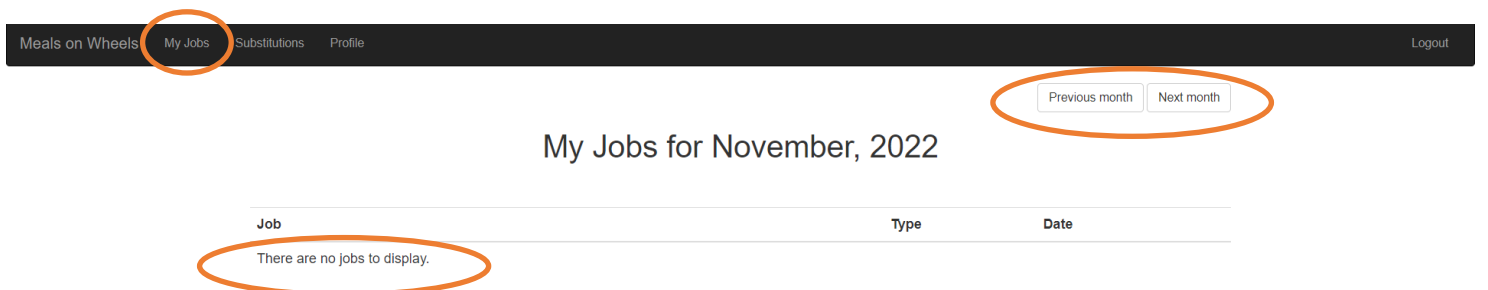 Meals on Wheels My Jobs Substitutions Profile Logout
Previous month Next month
My Jobs for November, 2022
Job Type Date
There are no jobs to display.